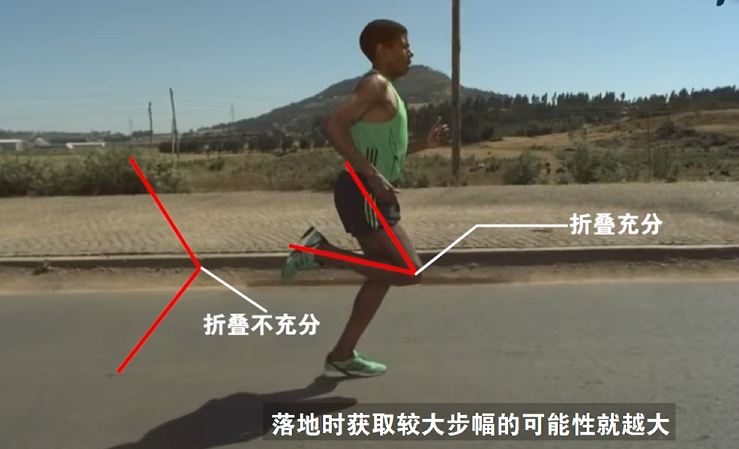 折叠充分
折叠不充分
落地时获取较大步幅的可能性就越大